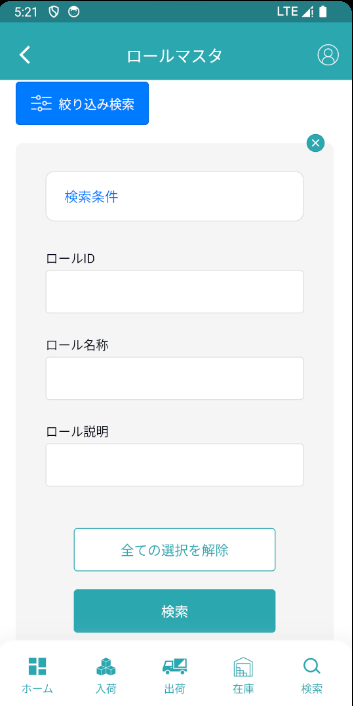 5:21
LTE
ロールマスタ
絞り込み検索
検索条件
ロールID
ロール名称
ロール説明
全ての選択を解除
検索
ホーム
入荷
出荷
在庫
検索